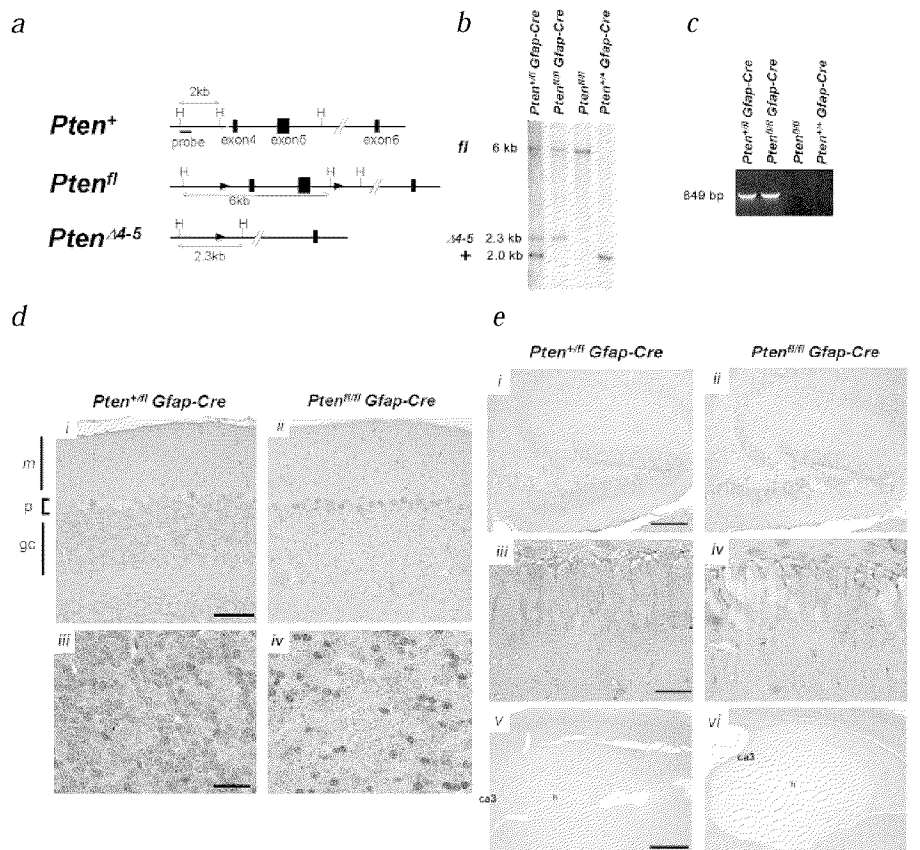 a
2kb
H H H
Pten+
probe exon4 exon5 exon6
H H H
Ptenfl
6kb
H H
PtenΔ4-5
2.3kb
b
Pten+/fl Gfap-Cre
Ptenfl/fl Gfap-Cre
Ptenfl/fl
Pten+/+ Gfap-Cre
fl 6 kb
Δ4-5 2.3 kb
+ 2.0 kb
c
Pten+/fl Gfap-Cre
Ptenfl/fl Gfap-Cre
Ptenfl/fl
Pten+/+ Gfap-Cre
849 bp
d
Pten+/fl Gfap-Cre Ptenfl/fl Gfap-Cre
i ii
m
p
gc
iii iv
e
Pten+/fl Gfap-Cre Ptenfl/fl Gfap-Cre
i ii
iii iv
v vi
ca3 h
ca3 h